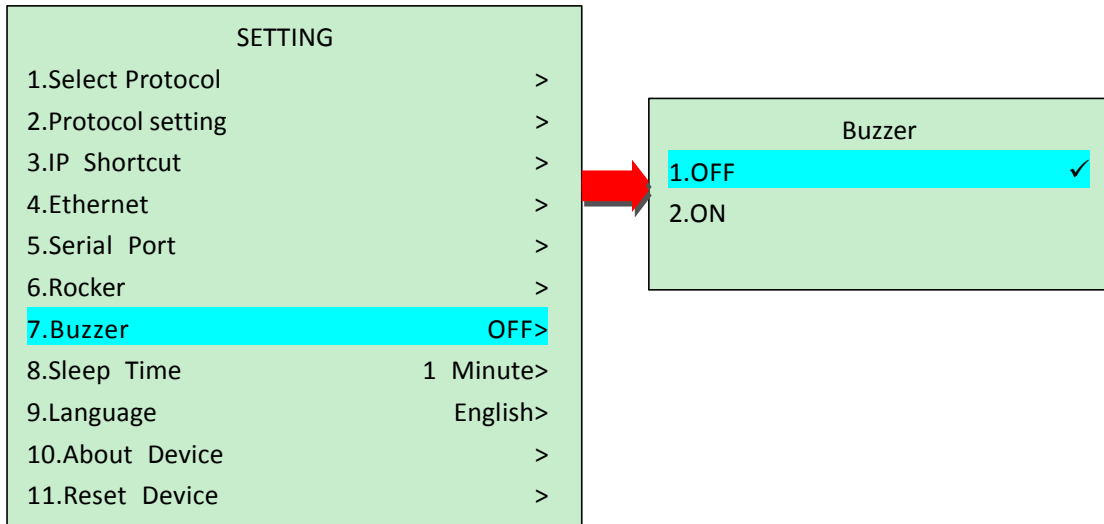 SETTING
1.Select Protocol >
2.Protocol setting >
3.IP Shortcut >
4.Ethernet >
5.Serial Port >
6.Rocker >
7.Buzzer OFF>
8.Sleep Time 1 Minute>
9.Language English>
10.About Device >
11.Reset Device >
Buzzer
1.OFF ✓
2.ON